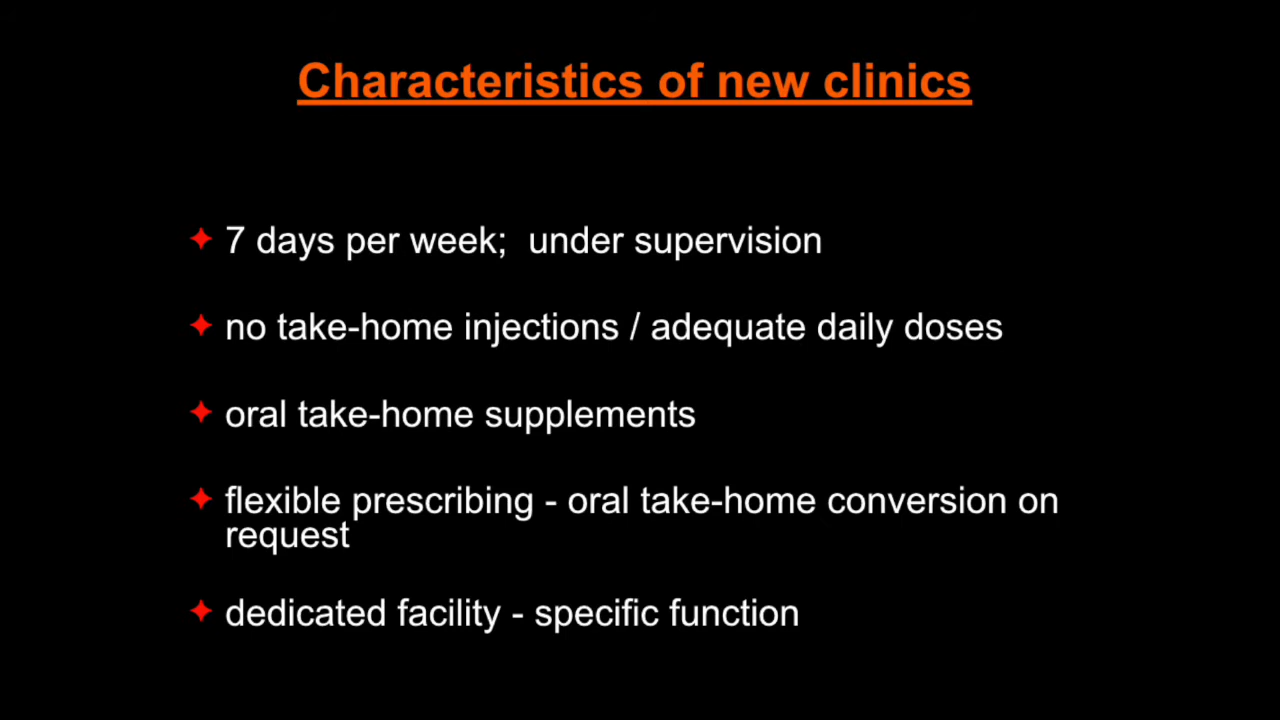 Characteristics of new clinics
7 days per week;  under supervision
no take-home injections / adequate daily doses
oral take-home supplements
flexible prescribing - oral take-home conversion on
request
dedicated facility - specific function